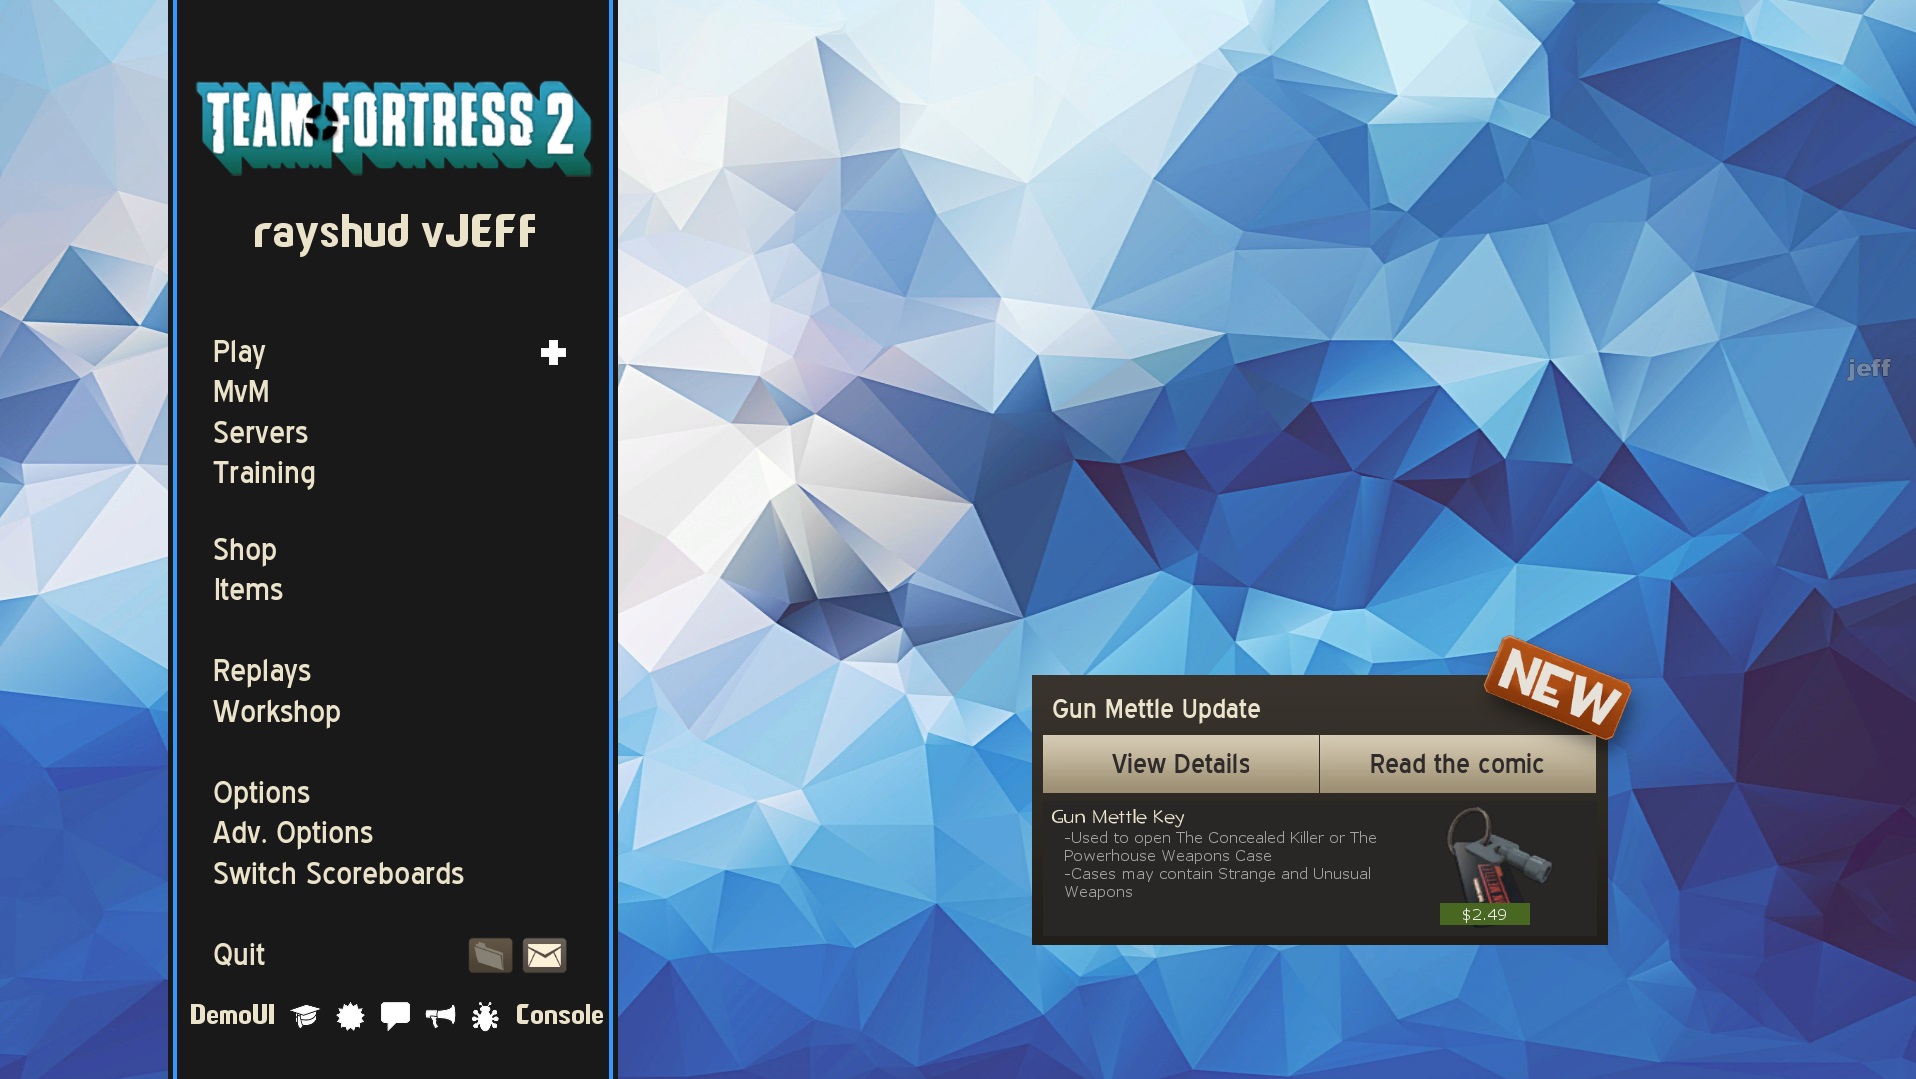 TEAM FORTRESS 2
rayshud vJEFF
Play
MvM
Servers
Training
Shop
Items
Replays
Workshop
Options
Adv. Options
Switch Scoreboards
Quit
DemoUI
Console
jeff
NEW
Gun Mettle Update
View Details
Read the comic
Gun Mettle Key
-Used to open The Concealed Killer or The
Powerhouse Weapons Case
-Cases may contain Strange and Unusual
Weapons
$2.49